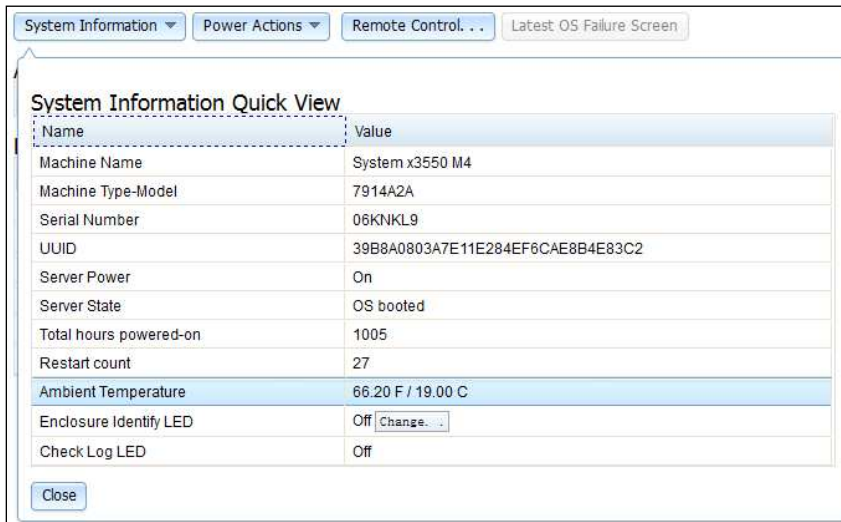 System Information Power Actions Remote Control. . . Latest OS Failure Screen
System Information Quick View
Name Value
Machine Name System x3550 M4
Machine Type-Model 7914A2A
Serial Number 06KNKL9
UUID 39B8A0803A7E11E284EF6CAE8B4E83C2
Server Power On
Server State OS booted
Total hours powered-on 1005
Restart count 27
Ambient Temperature 66.20 F / 19.00 C
Enclosure Identify LED Off Change. .
Check Log LED Off
Close